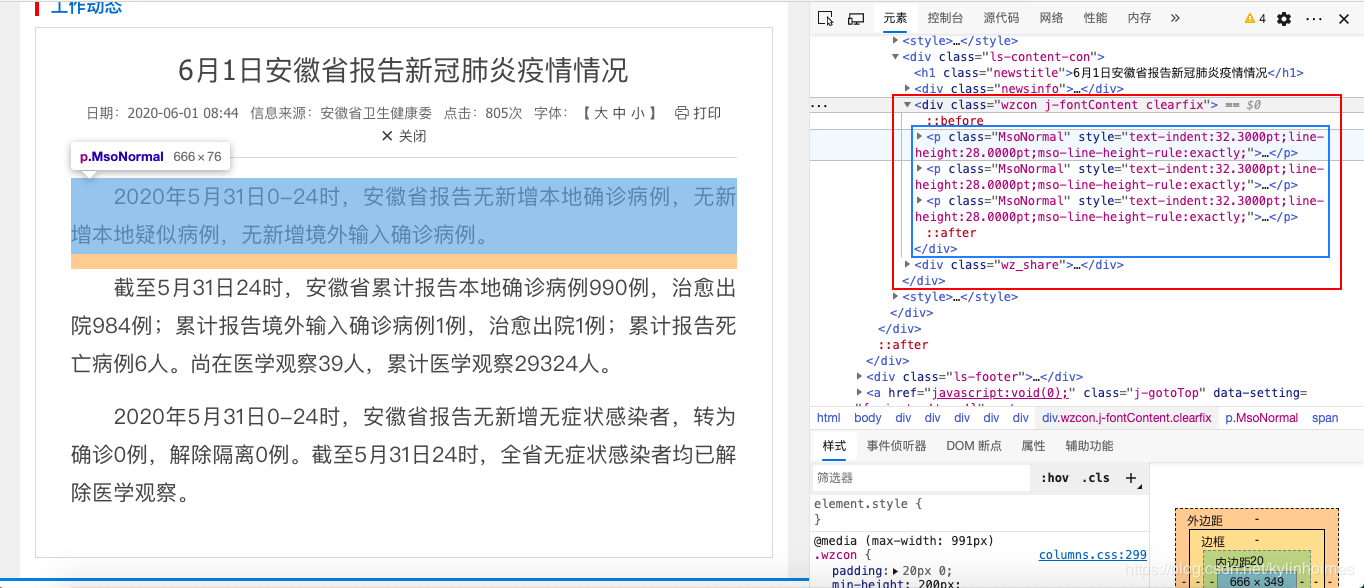 工作动态
6月1日安徽省报告新冠肺炎疫情情况
日期：2020-06-01 08:44 信息来源：安徽省卫生健康委 点击：805次 字体：【 大 中 小 】 打印
✕ 关闭
p.MsoNormal 666×76
2020年5月31日0–24时，安徽省报告无新增本地确诊病例，无新
增本地疑似病例，无新增境外输入确诊病例。
截至5月31日24时，安徽省累计报告本地确诊病例990例，治愈出
院984例；累计报告境外输入确诊病例1例，治愈出院1例；累计报告死
亡病例6人。尚在医学观察39人，累计医学观察29324人。
2020年5月31日0–24时，安徽省报告无新增无症状感染者，转为
确诊0例，解除隔离0例。截至5月31日24时，全省无症状感染者均已解
除医学观察。
元素 控制台 源代码 网络 性能 内存 » 4 ⋯ ✕
<style>…</style>
<div class="ls-content-con">
<h1 class="newstitle">6月1日安徽省报告新冠肺炎疫情情况</h1>
<div class="newsinfo">…</div>
<div class="wzcon j-fontContent clearfix"> == $0
::before
<p class="MsoNormal" style="text-indent:32.3000pt;line-
height:28.0000pt;mso-line-height-rule:exactly;">…</p>
<p class="MsoNormal" style="text-indent:32.3000pt;line-
height:28.0000pt;mso-line-height-rule:exactly;">…</p>
<p class="MsoNormal" style="text-indent:32.3000pt;line-
height:28.0000pt;mso-line-height-rule:exactly;">…</p>
::after
</div>
<div class="wz_share">…</div>
</div>
<style>…</style>
</div>
</div>
::after
</div>
<div class="ls-footer">…</div>
<a href="javascript:void(0);" class="j-gotoTop" data-setting=
html body div div div div div div.wzcon.j-fontContent.clearfix p.MsoNormal span
样式 事件侦听器 DOM 断点 属性 辅助功能
筛选器 :hov .cls +
element.style {
}
@media (max-width: 991px)
.wzcon { columns.css:299
padding: 20px 0;
min-height: 200px;
外边距 -
边框 -
内边距20
- - - 666 × 349 - - -
https://blog.csdn.net/kylinholmes